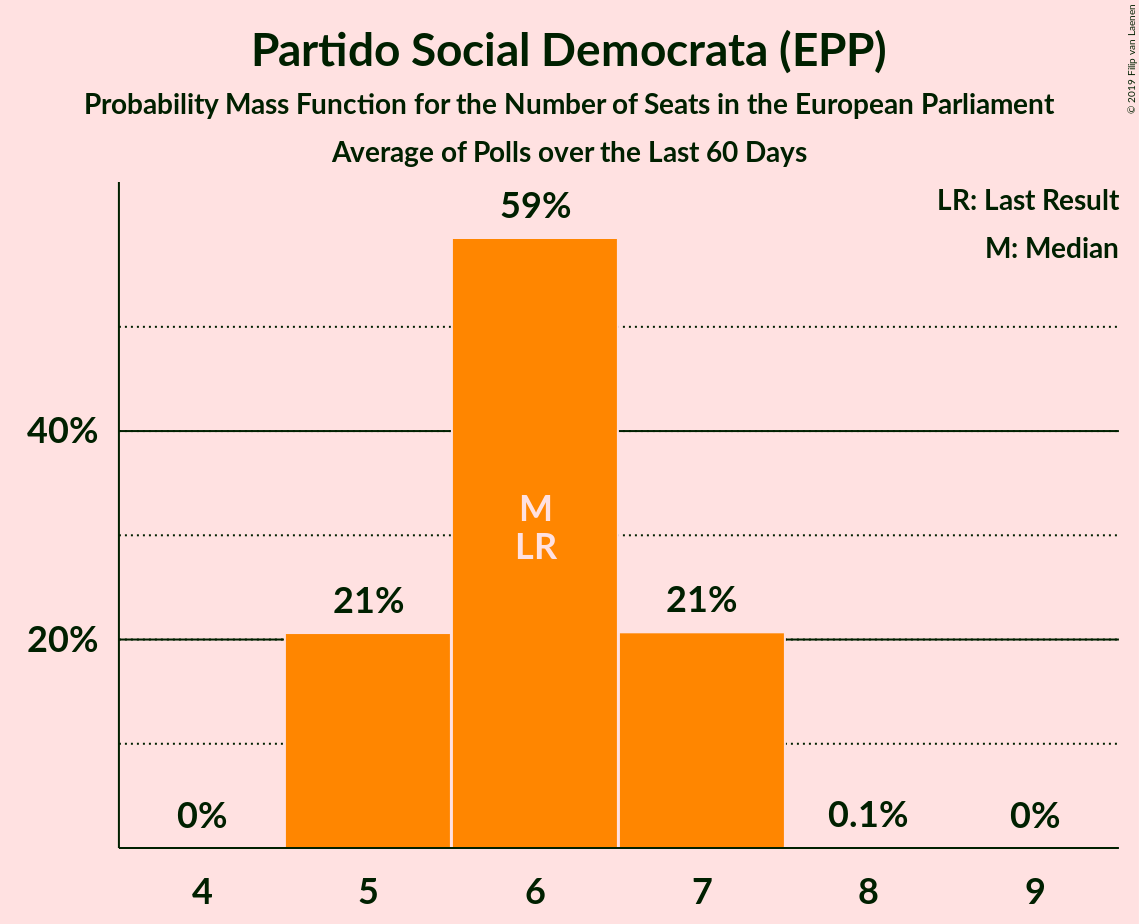 Partido Social Democrata (EPP)
Probability Mass Function for the Number of Seats in the European Parliament
Average of Polls over the Last 60 Days
© 2019 Filip van Laenen
LR: Last Result
M: Median
59%
40%
M
LR
21%
21%
20%
0%
0.1%
0%
4
5
6
7
8
9